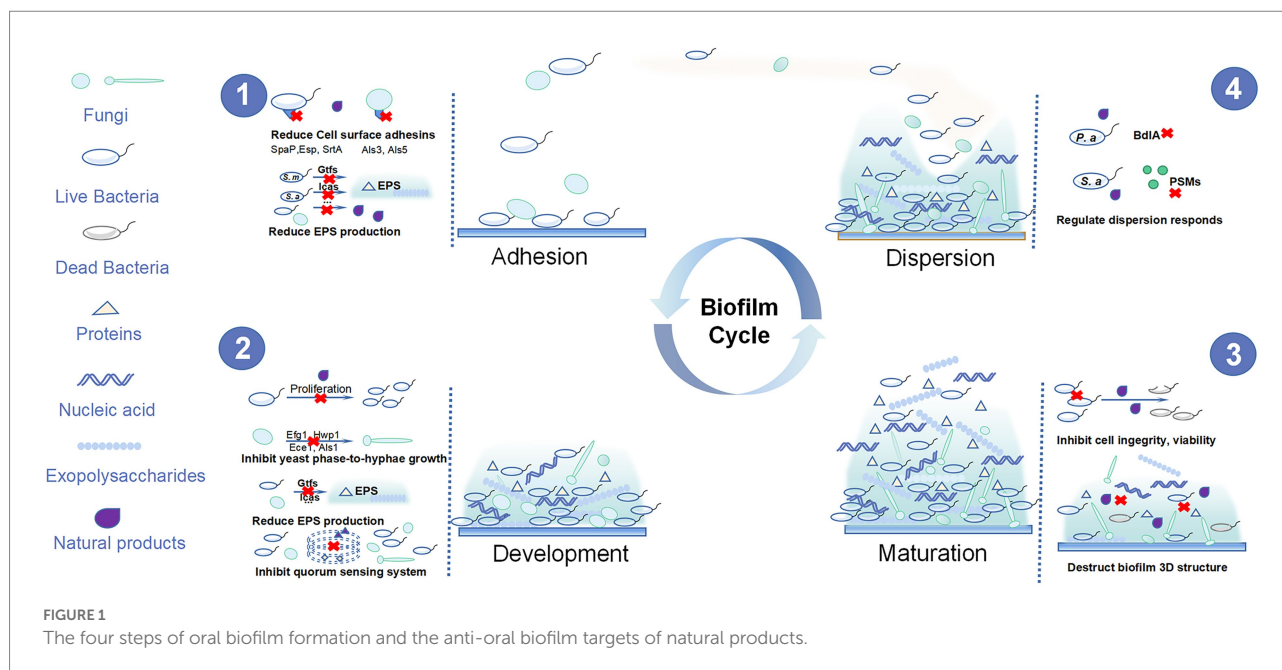 Fungi
Live Bacteria
Dead Bacteria
Proteins
Nucleic acid
Exopolysaccharides
Natural products
1
Reduce Cell surface adhesins
SpaP,Esp, SrtA
Als3, Als5
S.m
Gtfs
S.a
Icas
...
EPS
Reduce EPS production
Adhesion
2
Proliferation
Efg1, Hwp1
Ece1, Als1
Inhibit yeast phase-to-hyphae growth
Gtfs
Icas
...
EPS
Reduce EPS production
Inhibit quorum sensing system
Development
Biofilm
Cycle
Dispersion
4
P. a
BdlA
S. a
PSMs
Regulate dispersion responds
Maturation
3
Inhibit cell ingegrity, viability
Destruct biofilm 3D structure
FIGURE 1
The four steps of oral biofilm formation and the anti-oral biofilm targets of natural products.